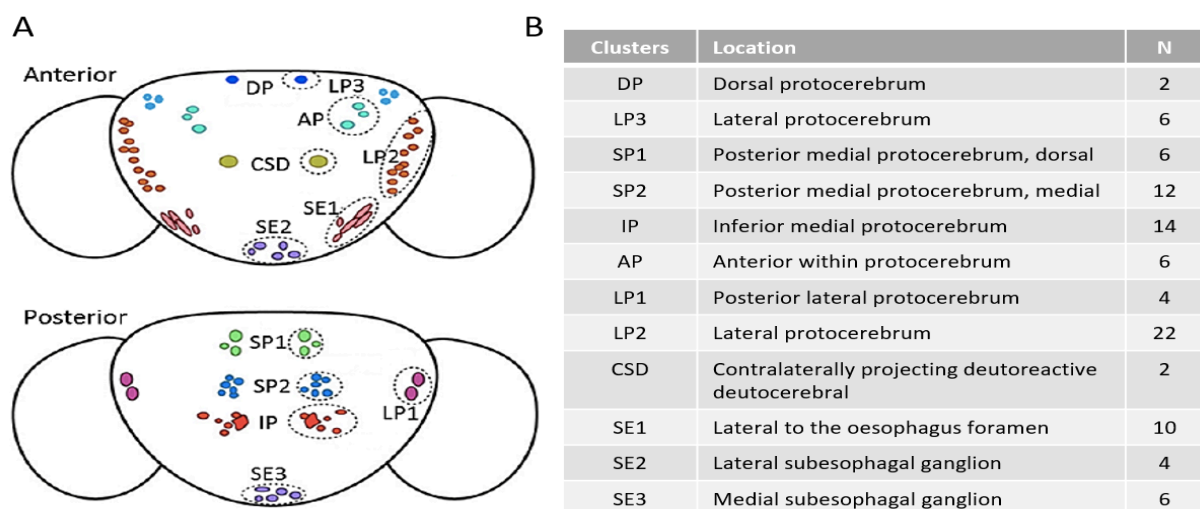 A
Anterior
DP
LP3
AP
CSD
LP2
SE1
SE2
Posterior
SP1
SP2
IP
LP1
SE3
B
Clusters Location N
DP Dorsal protocerebrum 2
LP3 Lateral protocerebrum 6
SP1 Posterior medial protocerebrum, dorsal 6
SP2 Posterior medial protocerebrum, medial 12
IP Inferior medial protocerebrum 14
AP Anterior within protocerebrum 6
LP1 Posterior lateral protocerebrum 4
LP2 Lateral protocerebrum 22
CSD Contralaterally projecting deutoreactive 2
deutocerebral
SE1 Lateral to the oesophagus foramen 10
SE2 Lateral subesophagal ganglion 4
SE3 Medial subesophagal ganglion 6